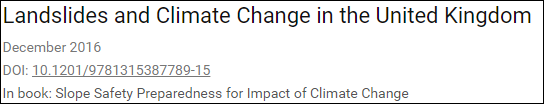 Landslides and Climate Change in the United Kingdom
December 2016
DOI: 10.1201/9781315387789-15
In book: Slope Safety Preparedness for Impact of Climate Change